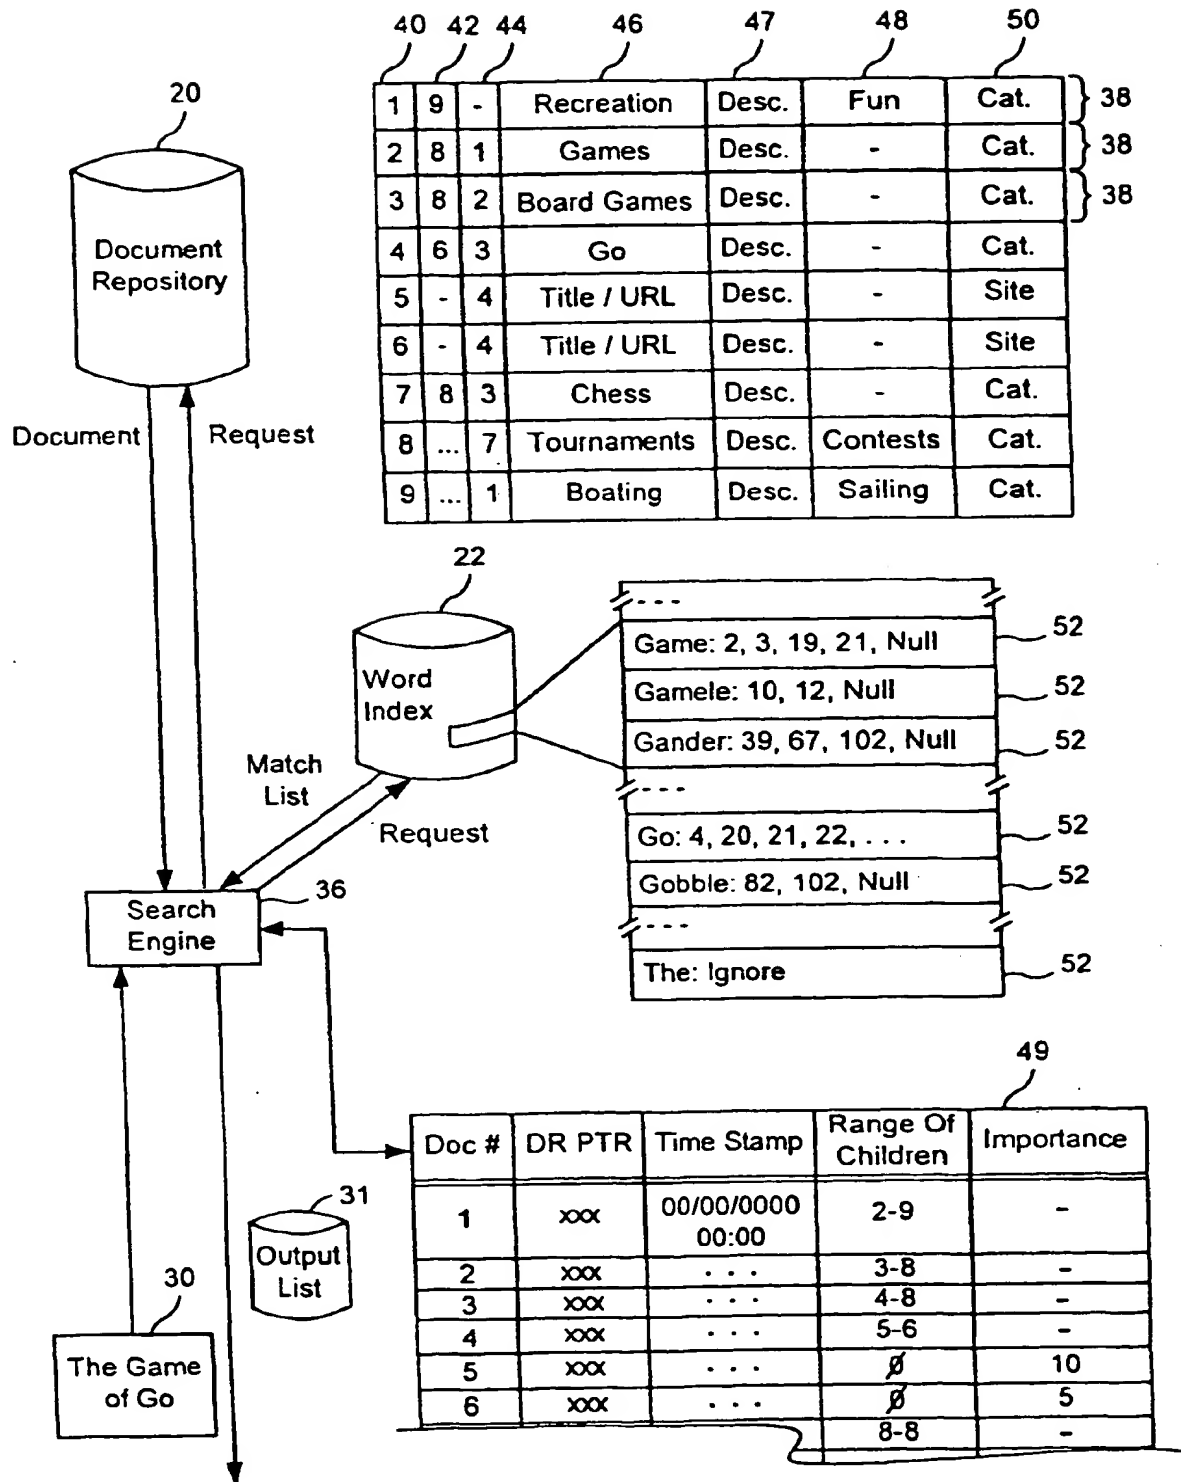 40 42 44 46 47 48 50
1 9 - Recreation Desc. Fun Cat. 38
2 8 1 Games Desc. - Cat. 38
3 8 2 Board Games Desc. - Cat. 38
4 6 3 Go Desc. - Cat.
5 - 4 Title / URL Desc. - Site
6 - 4 Title / URL Desc. - Site
7 8 3 Chess Desc. - Cat.
8 ... 7 Tournaments Desc. Contests Cat.
9 ... 1 Boating Desc. Sailing Cat.
20
Document
Repository
Document
Request
22
Word
Index
Match
List
Request
----
Game: 2, 3, 19, 21, Null 52
Gamele: 10, 12, Null 52
Gander: 39, 67, 102, Null 52
----
Go: 4, 20, 21, 22, . . . 52
Gobble: 82, 102, Null 52
----
The: Ignore 52
36
Search
Engine
49
Doc # DR PTR Time Stamp Range Of Children Importance
1 xxx 00/00/0000 00:00 2-9 -
2 xxx . . . 3-8 -
3 xxx . . . 4-8 -
4 xxx . . . 5-6 -
5 xxx . . . Ø 10
6 xxx . . . Ø 5
8-8 -
31
Output
List
30
The Game
of Go